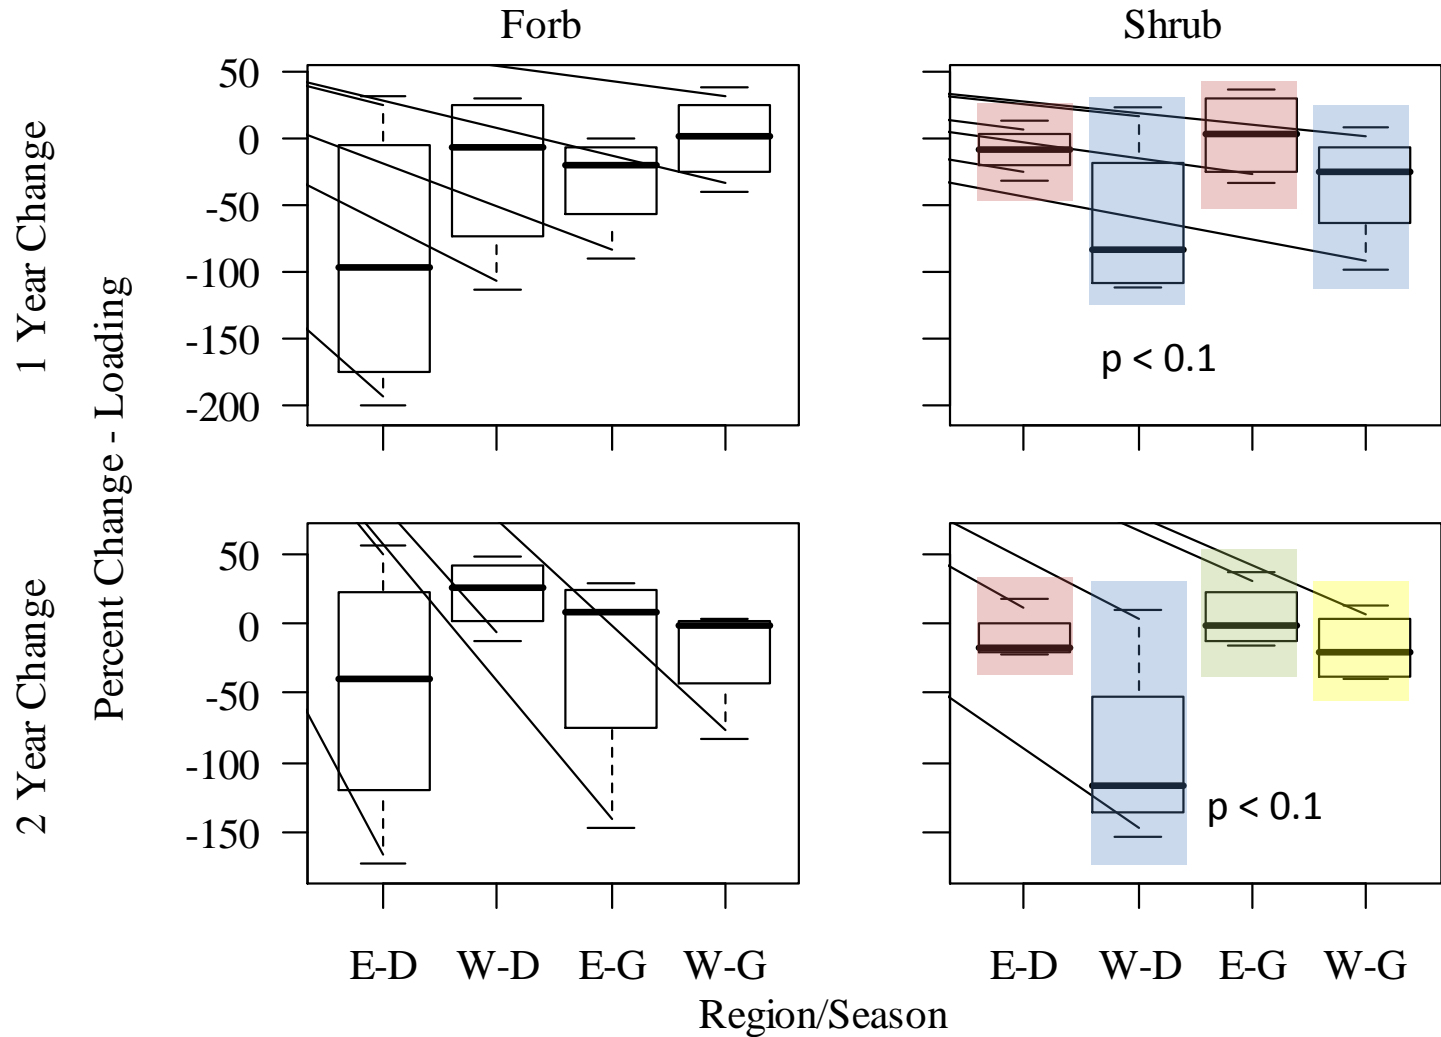 Forb
Shrub
1 Year Change
50
0
-50
-100
-150
-200
p < 0.1
Percent Change - Loading
2 Year Change
50
0
-50
-100
-150
p < 0.1
E-D W-D E-G W-G
E-D W-D E-G W-G
Region/Season